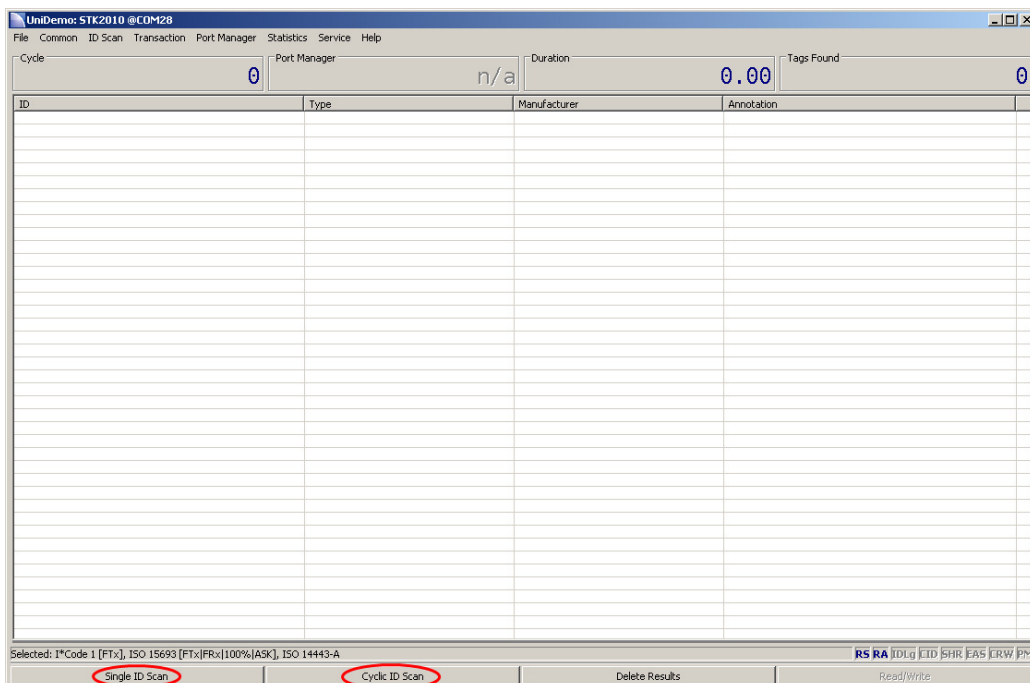 UniDemo: STK2010 @COM28
File Common ID Scan Transaction Port Manager Statistics Service Help
Cycle Port Manager Duration Tags Found
0 n/a 0.00 0
ID Type Manufacturer Annotation
Selected: I*Code 1 [FTx], ISO 15693 [FTx|FRx|100%|ASK], ISO 14443-A RS RA IDLg CID SHR EAS CRW PM
Single ID Scan Cyclic ID Scan Delete Results Read/Write